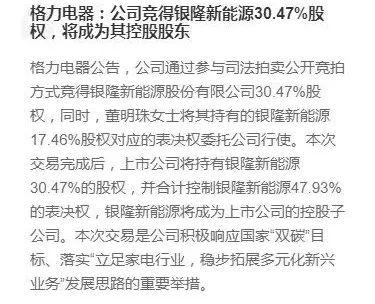 格力电器：公司竞得银隆新能源30.47%股
权，将成为其控股股东
格力电器公告，公司通过参与司法拍卖公开竞拍
方式竞得银隆新能源股份有限公司30.47%股
权，同时，董明珠女士将其持有的银隆新能源
17.46%股权对应的表决权委托公司行使。本次
交易完成后，上市公司将持有银隆新能源
30.47%的股权，并合计控制银隆新能源47.93%
的表决权，银隆新能源将成为上市公司的控股子
公司。本次交易是公司积极响应国家“双碳”目
标、落实“立足家电行业，稳步拓展多元化新兴
业务”发展思路的重要举措。